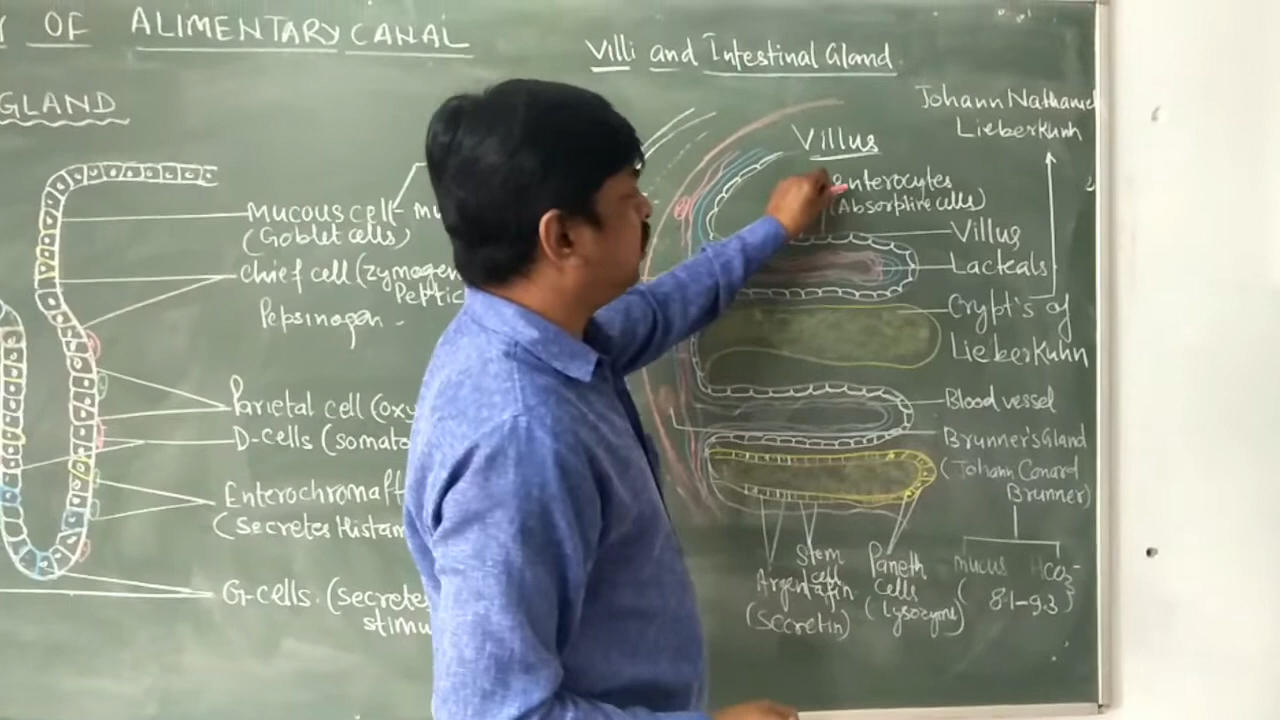 OF ALIMENTARY CANAL
GLAND
Mucous cell-
(Goblet cells)
Chief cell (zymogen
Peptic
Pepsinogen -
Parietal cell (oxy
D-cells (somato
Enterochromaff
(secretes Histam
G-cells. (secretes
stimu
Villi and Intestinal Gland
Johann Nathaniel
Lieberkuhn
Villus
enterocytes
(Absorptive cells)
Villus
Lacteals
Crypt's of
Lieberkuhn
Blood vessel
Brunner's Gland
(Johann Conard
Brunner)
mucus HCO3-
( 8.1-9.3 )
Stem
cell
Argentafin
(secretin)
Paneth
Cells
(Lysozyme)